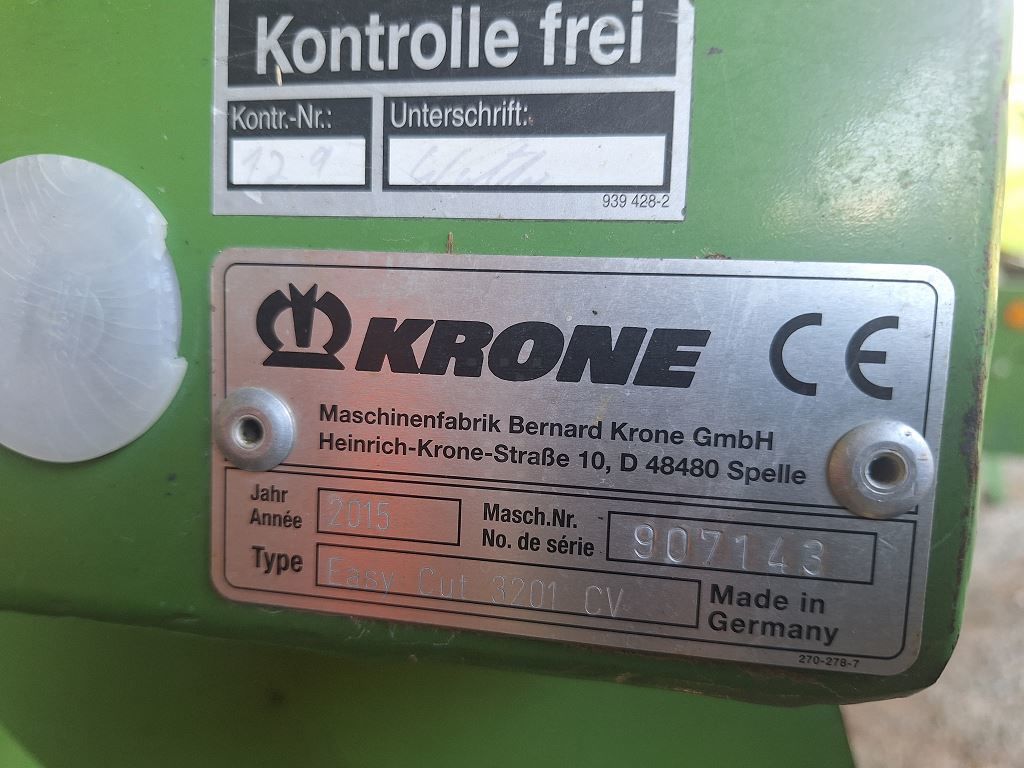 Kontrolle frei
Kontr.-Nr.: Unterschrift:
129
939 428-2
KRONE CE
Maschinenfabrik Bernard Krone GmbH
Heinrich-Krone-Straße 10, D 48480 Spelle
Jahr
Année
2015
Masch.Nr.
No. de série
907143
Type Easy Cut 3201 CV
Made in
Germany
270-278-7